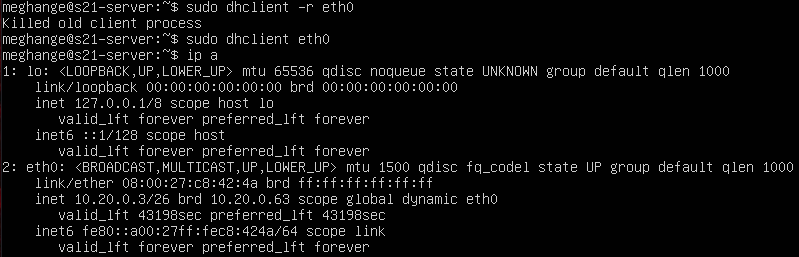 meghange@s21-server:~$ sudo dhclient -r eth0
Killed old client process
meghange@s21-server:~$ sudo dhclient eth0
meghange@s21-server:~$ ip a
1: lo: <LOOPBACK,UP,LOWER_UP> mtu 65536 qdisc noqueue state UNKNOWN group default qlen 1000
    link/loopback 00:00:00:00:00:00 brd 00:00:00:00:00:00
    inet 127.0.0.1/8 scope host lo
       valid_lft forever preferred_lft forever
    inet6 ::1/128 scope host
       valid_lft forever preferred_lft forever
2: eth0: <BROADCAST,MULTICAST,UP,LOWER_UP> mtu 1500 qdisc fq_codel state UP group default qlen 1000
    link/ether 08:00:27:c8:42:4a brd ff:ff:ff:ff:ff:ff
    inet 10.20.0.3/26 brd 10.20.0.63 scope global dynamic eth0
       valid_lft 43198sec preferred_lft 43198sec
    inet6 fe80::a00:27ff:fec8:424a/64 scope link
       valid_lft forever preferred_lft forever